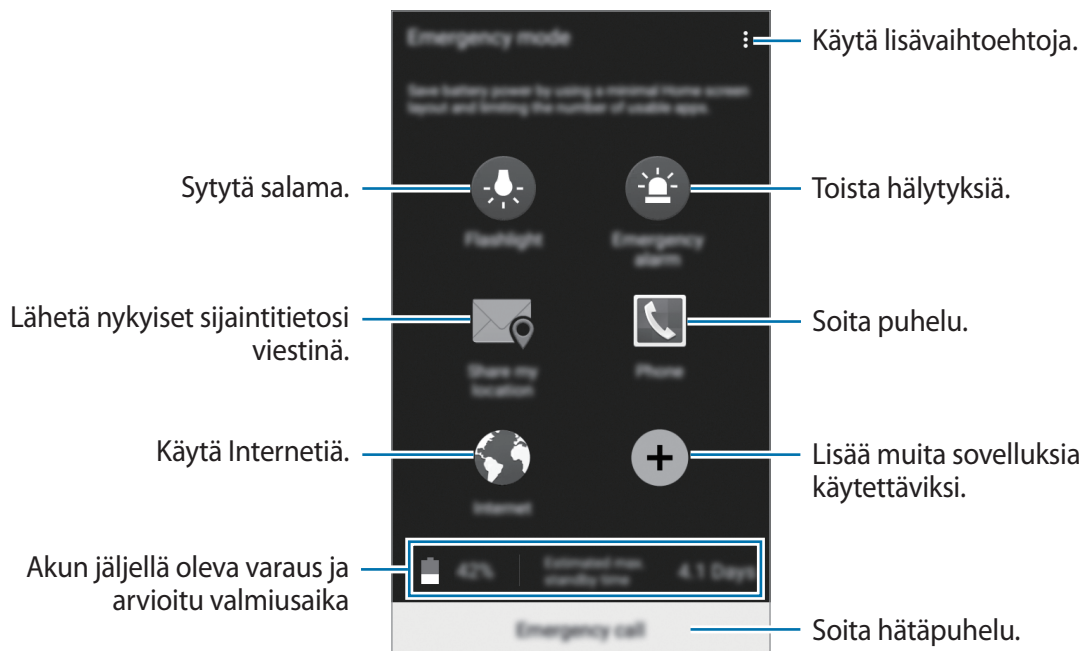 Emergency mode
Käytä lisävaihtoehtoja.
Save battery power by using a minimal Home screen
layout and limiting the number of usable apps.
Sytytä salama.
Toista hälytyksiä.
Flashlight
Emergency
alarm
Lähetä nykyiset sijaintitietosi
viestinä.
Soita puhelu.
Share my
location
Phone
Käytä Internetiä.
Lisää muita sovelluksia
käytettäviksi.
Internet
Akun jäljellä oleva varaus ja
arvioitu valmiusaika
42%
Estimated max.
standby time
4.1 Days
Emergency call
Soita hätäpuhelu.